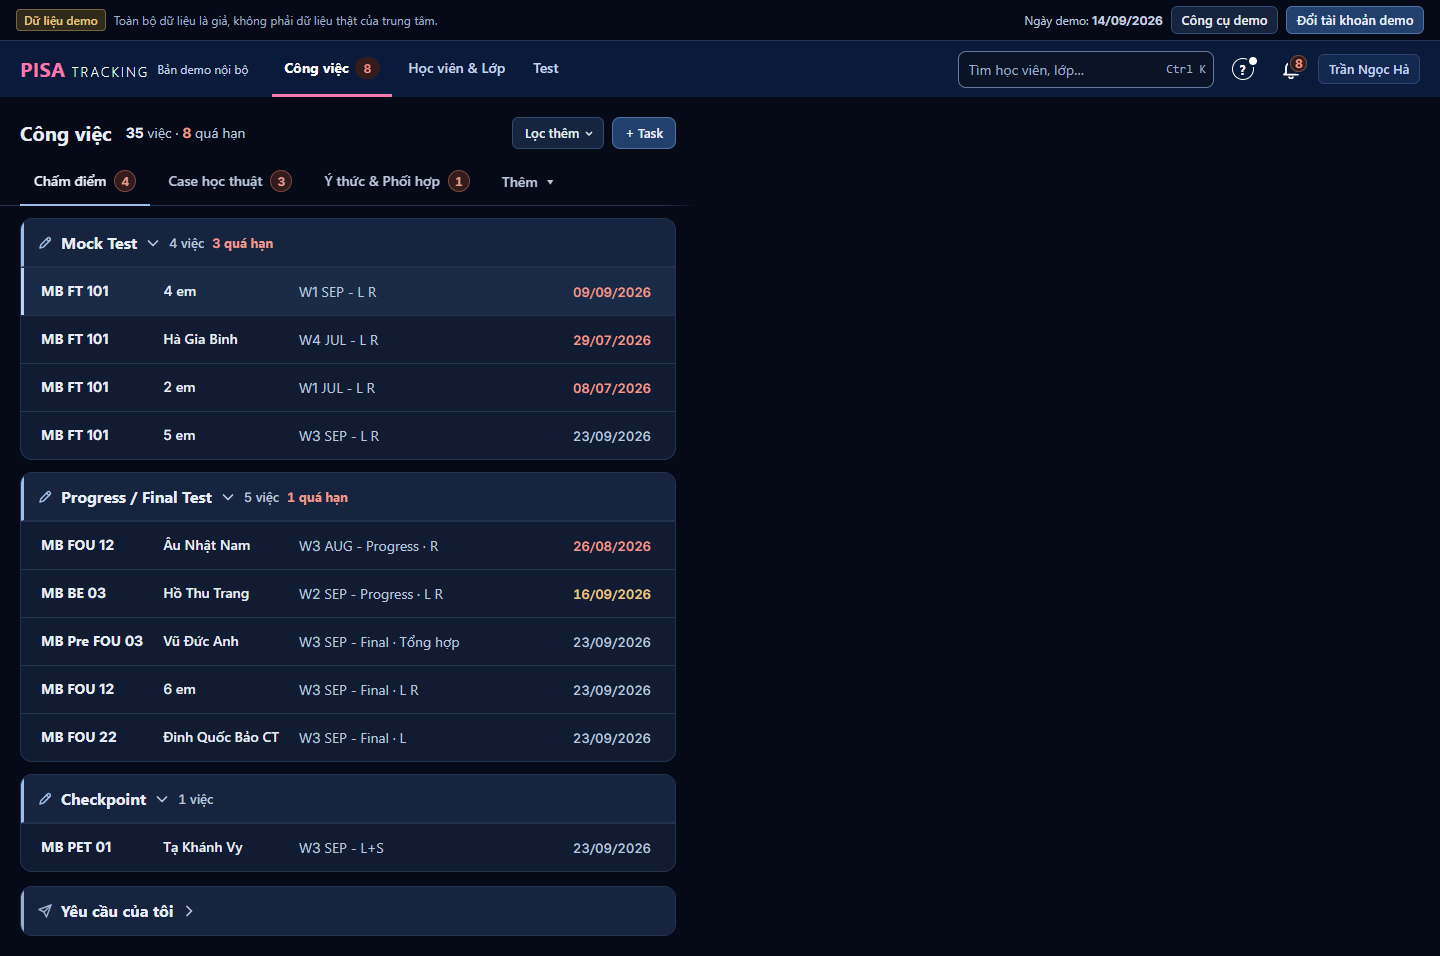 Dữ liệu demo Toàn bộ dữ liệu là giả, không phải dữ liệu thật của trung tâm. Ngày demo: 14/09/2026 Công cụ demo Đổi tài khoản demo
PISA TRACKING Bản demo nội bộ Công việc 8 Học viên & Lớp Test Tìm học viên, lớp... Ctrl K ? 8 Trần Ngọc Hà
Công việc 35 việc · 8 quá hạn Lọc thêm + Task
Chấm điểm 4 Case học thuật 3 Ý thức & Phối hợp 1 Thêm
Mock Test 4 việc 3 quá hạn
MB FT 101 4 em W1 SEP - L R 09/09/2026
MB FT 101 Hà Gia Bình W4 JUL - L R 29/07/2026
MB FT 101 2 em W1 JUL - L R 08/07/2026
MB FT 101 5 em W3 SEP - L R 23/09/2026
Progress / Final Test 5 việc 1 quá hạn
MB FOU 12 Âu Nhật Nam W3 AUG - Progress · R 26/08/2026
MB BE 03 Hồ Thu Trang W2 SEP - Progress · L R 16/09/2026
MB Pre FOU 03 Vũ Đức Anh W3 SEP - Final · Tổng hợp 23/09/2026
MB FOU 12 6 em W3 SEP - Final · L R 23/09/2026
MB FOU 22 Đinh Quốc Bảo CT W3 SEP - Final · L 23/09/2026
Checkpoint 1 việc
MB PET 01 Tạ Khánh Vy W3 SEP - L+S 23/09/2026
Yêu cầu của tôi